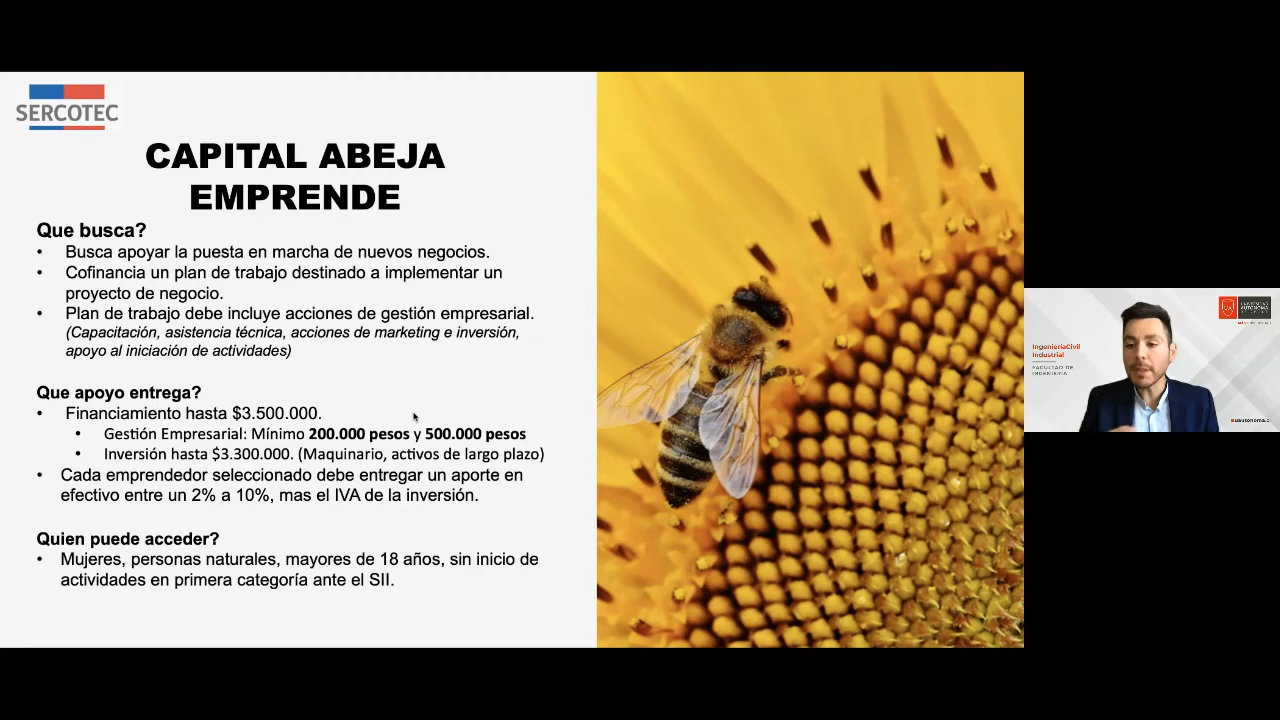 SERCOTEC
CAPITAL ABEJA
EMPRENDE
Que busca?
• Busca apoyar la puesta en marcha de nuevos negocios.
• Cofinancia un plan de trabajo destinado a implementar un
proyecto de negocio.
• Plan de trabajo debe incluye acciones de gestión empresarial.
(Capacitación, asistencia técnica, acciones de marketing e inversión,
apoyo al iniciación de actividades)
Que apoyo entrega?
• Financiamiento hasta $3.500.000.
• Gestión Empresarial: Mínimo 200.000 pesos y 500.000 pesos
• Inversión hasta $3.300.000. (Maquinario, activos de largo plazo)
• Cada emprendedor seleccionado debe entregar un aporte en
efectivo entre un 2% a 10%, mas el IVA de la inversión.
Quien puede acceder?
• Mujeres, personas naturales, mayores de 18 años, sin inicio de
actividades en primera categoría ante el SII.
IngenieríaCivil
Industrial
FACULTAD DE
INGENIERÍA
UNIVERSIDAD
AUTÓNOMA